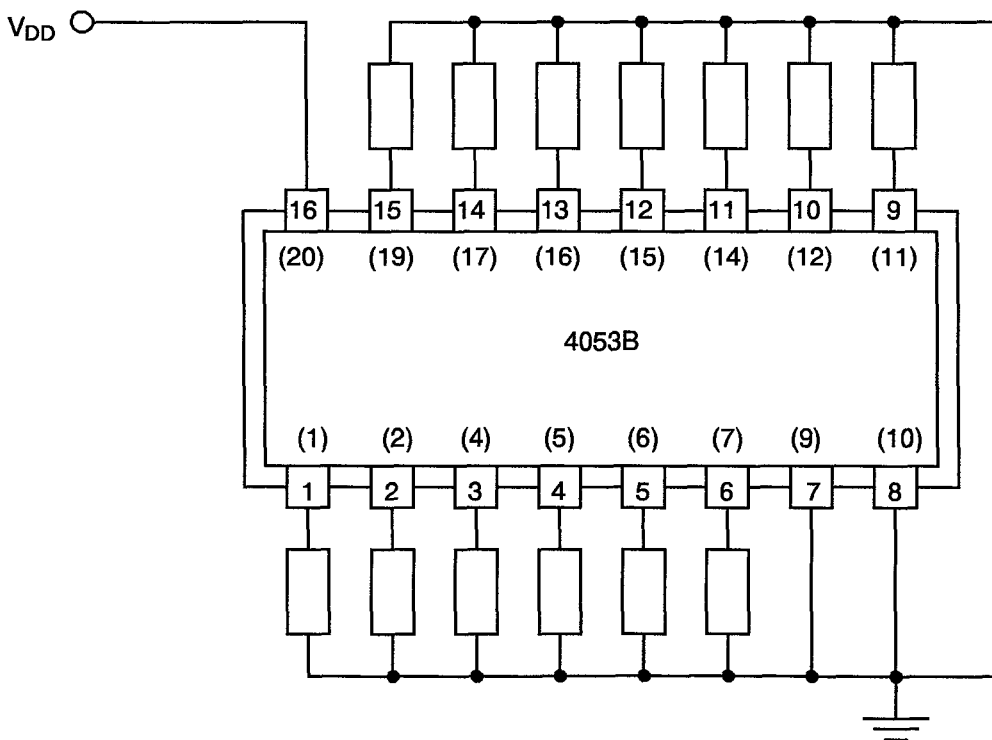 VDD
16 15 14 13 12 11 10 9
(20) (19) (17) (16) (15) (14) (12) (11)
4053B
(1) (2) (4) (5) (6) (7) (9) (10)
1 2 3 4 5 6 7 8